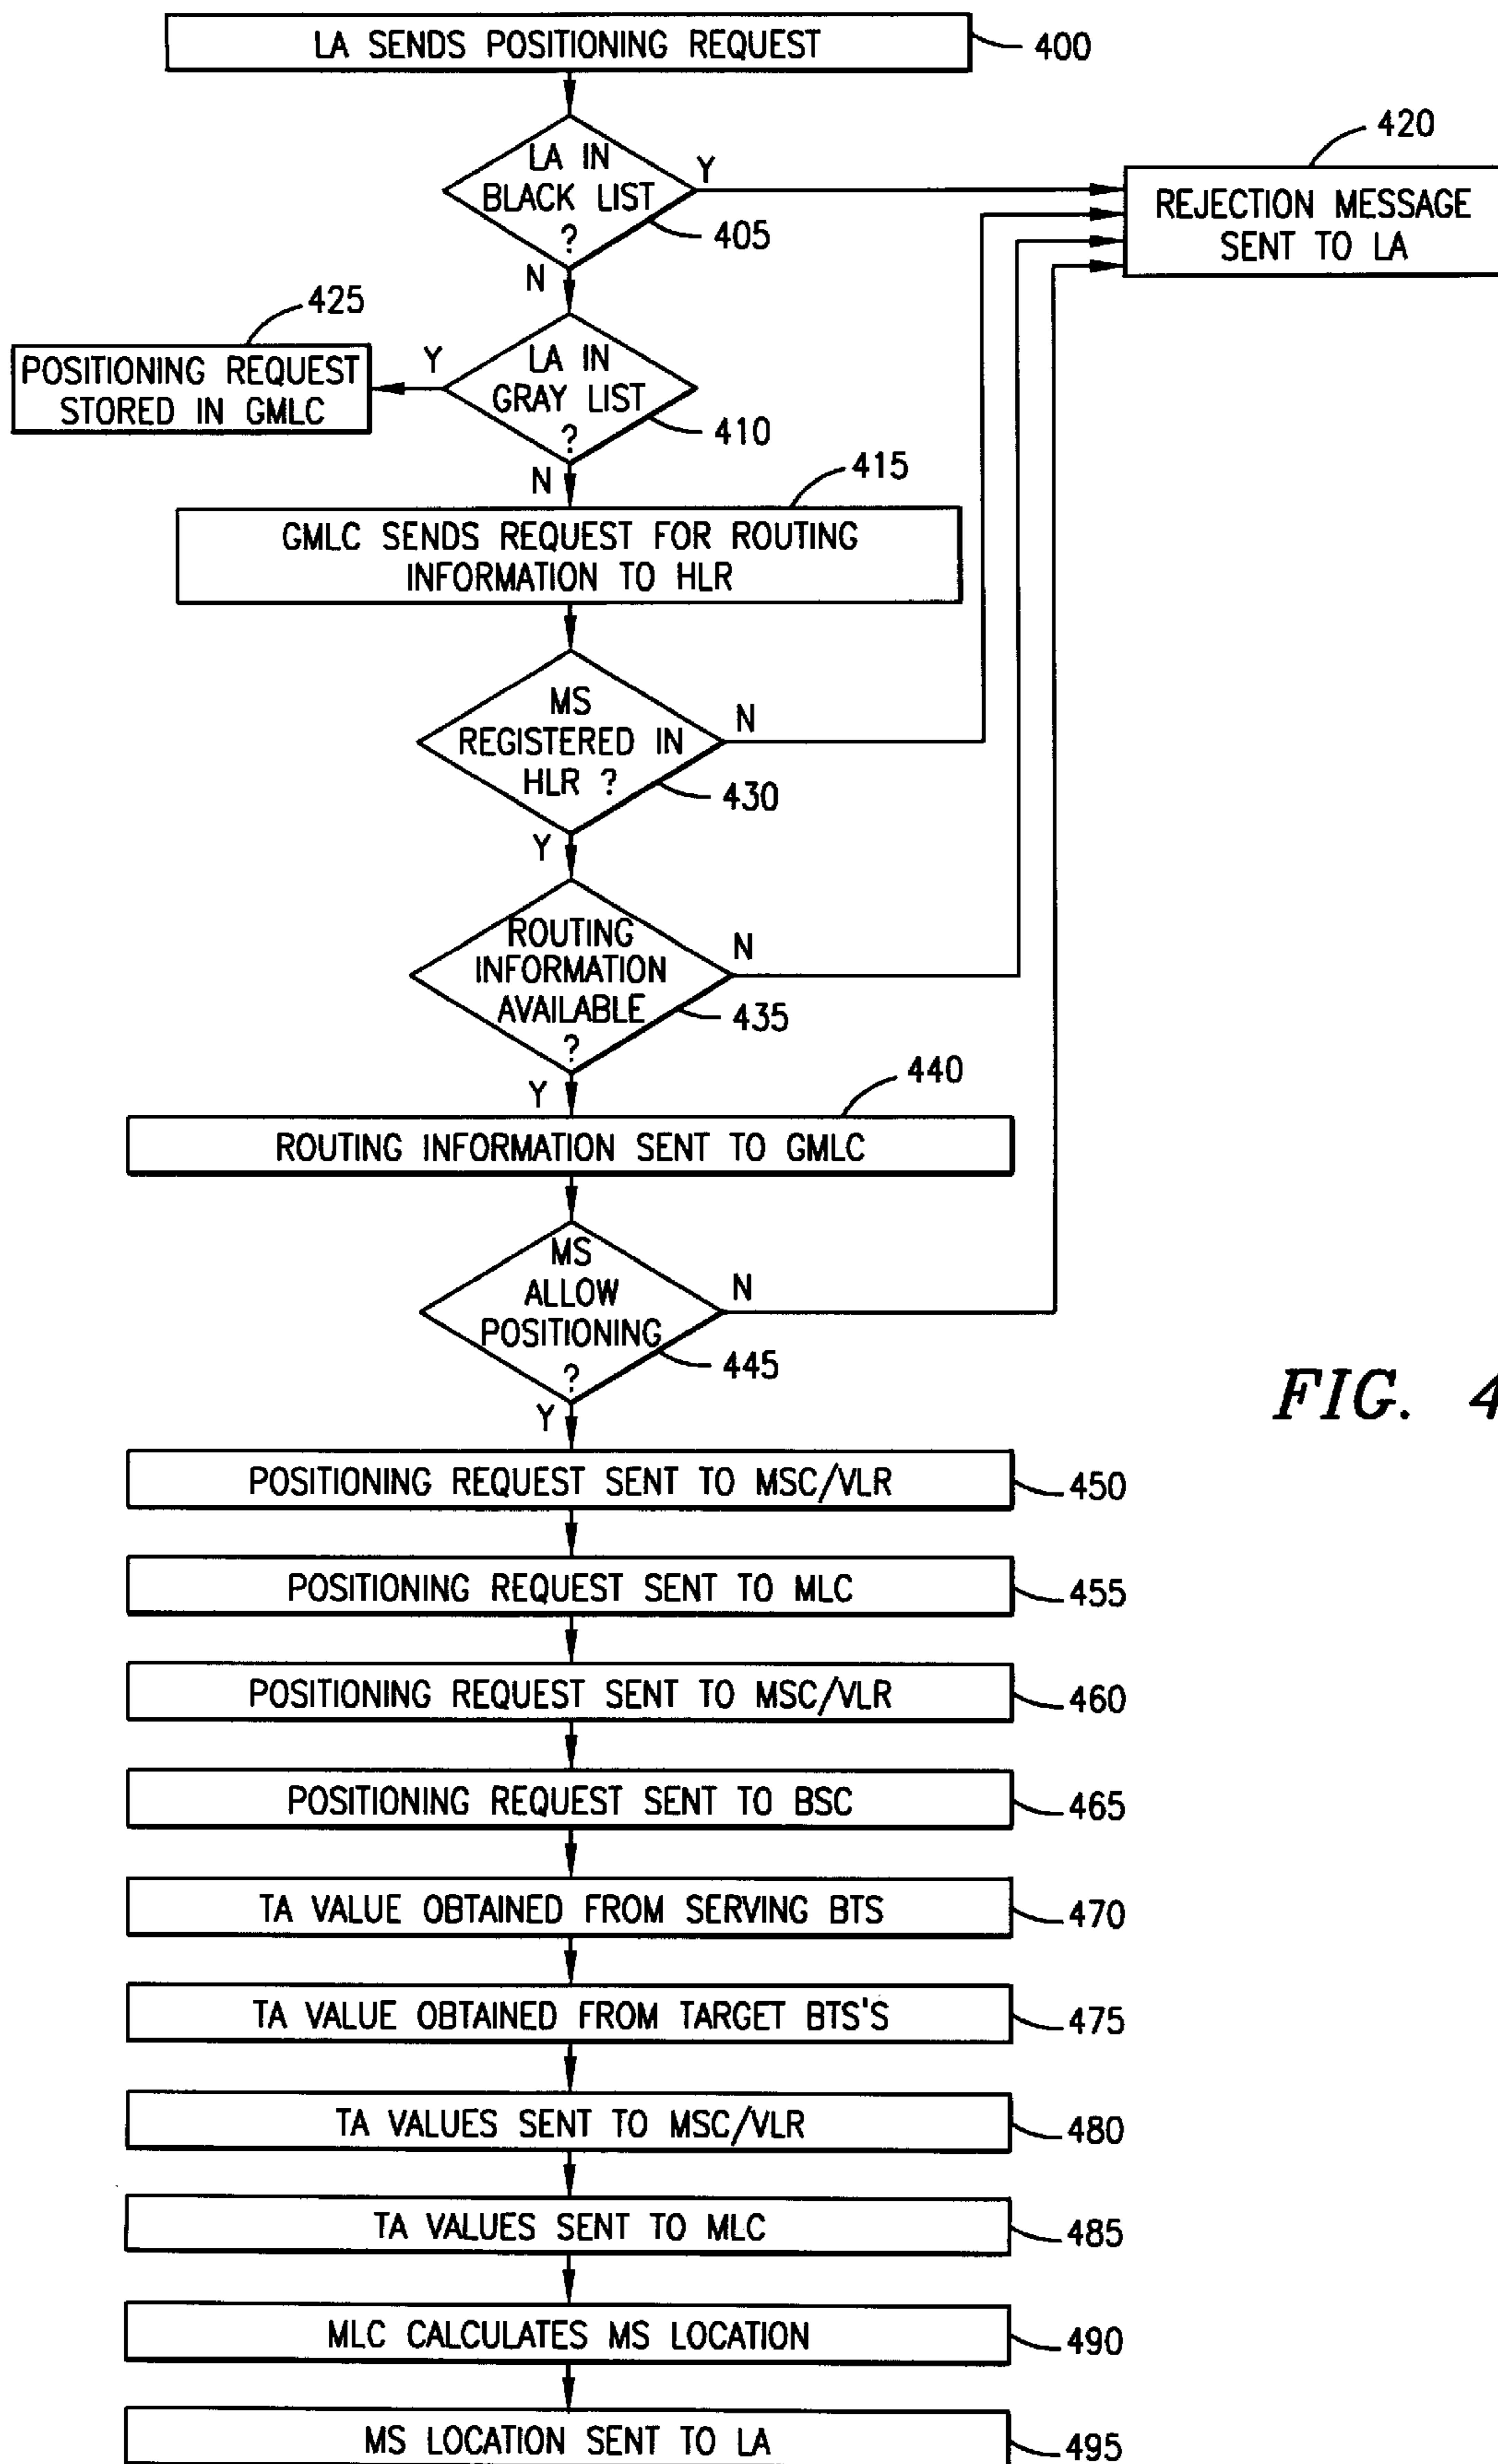 LA SENDS POSITIONING REQUEST
400
LA IN
BLACK LIST
?
405
Y
N
420
REJECTION MESSAGE
SENT TO LA
425
POSITIONING REQUEST
STORED IN GMLC
Y
LA IN
GRAY LIST
?
410
N
415
GMLC SENDS REQUEST FOR ROUTING
INFORMATION TO HLR
MS
REGISTERED IN
HLR ?
430
N
Y
ROUTING
INFORMATION
AVAILABLE
?
435
N
Y
440
ROUTING INFORMATION SENT TO GMLC
MS
ALLOW
POSITIONING
?
445
N
Y
FIG. 4
POSITIONING REQUEST SENT TO MSC/VLR
450
POSITIONING REQUEST SENT TO MLC
455
POSITIONING REQUEST SENT TO MSC/VLR
460
POSITIONING REQUEST SENT TO BSC
465
TA VALUE OBTAINED FROM SERVING BTS
470
TA VALUE OBTAINED FROM TARGET BTS'S
475
TA VALUES SENT TO MSC/VLR
480
TA VALUES SENT TO MLC
485
MLC CALCULATES MS LOCATION
490
MS LOCATION SENT TO LA
495